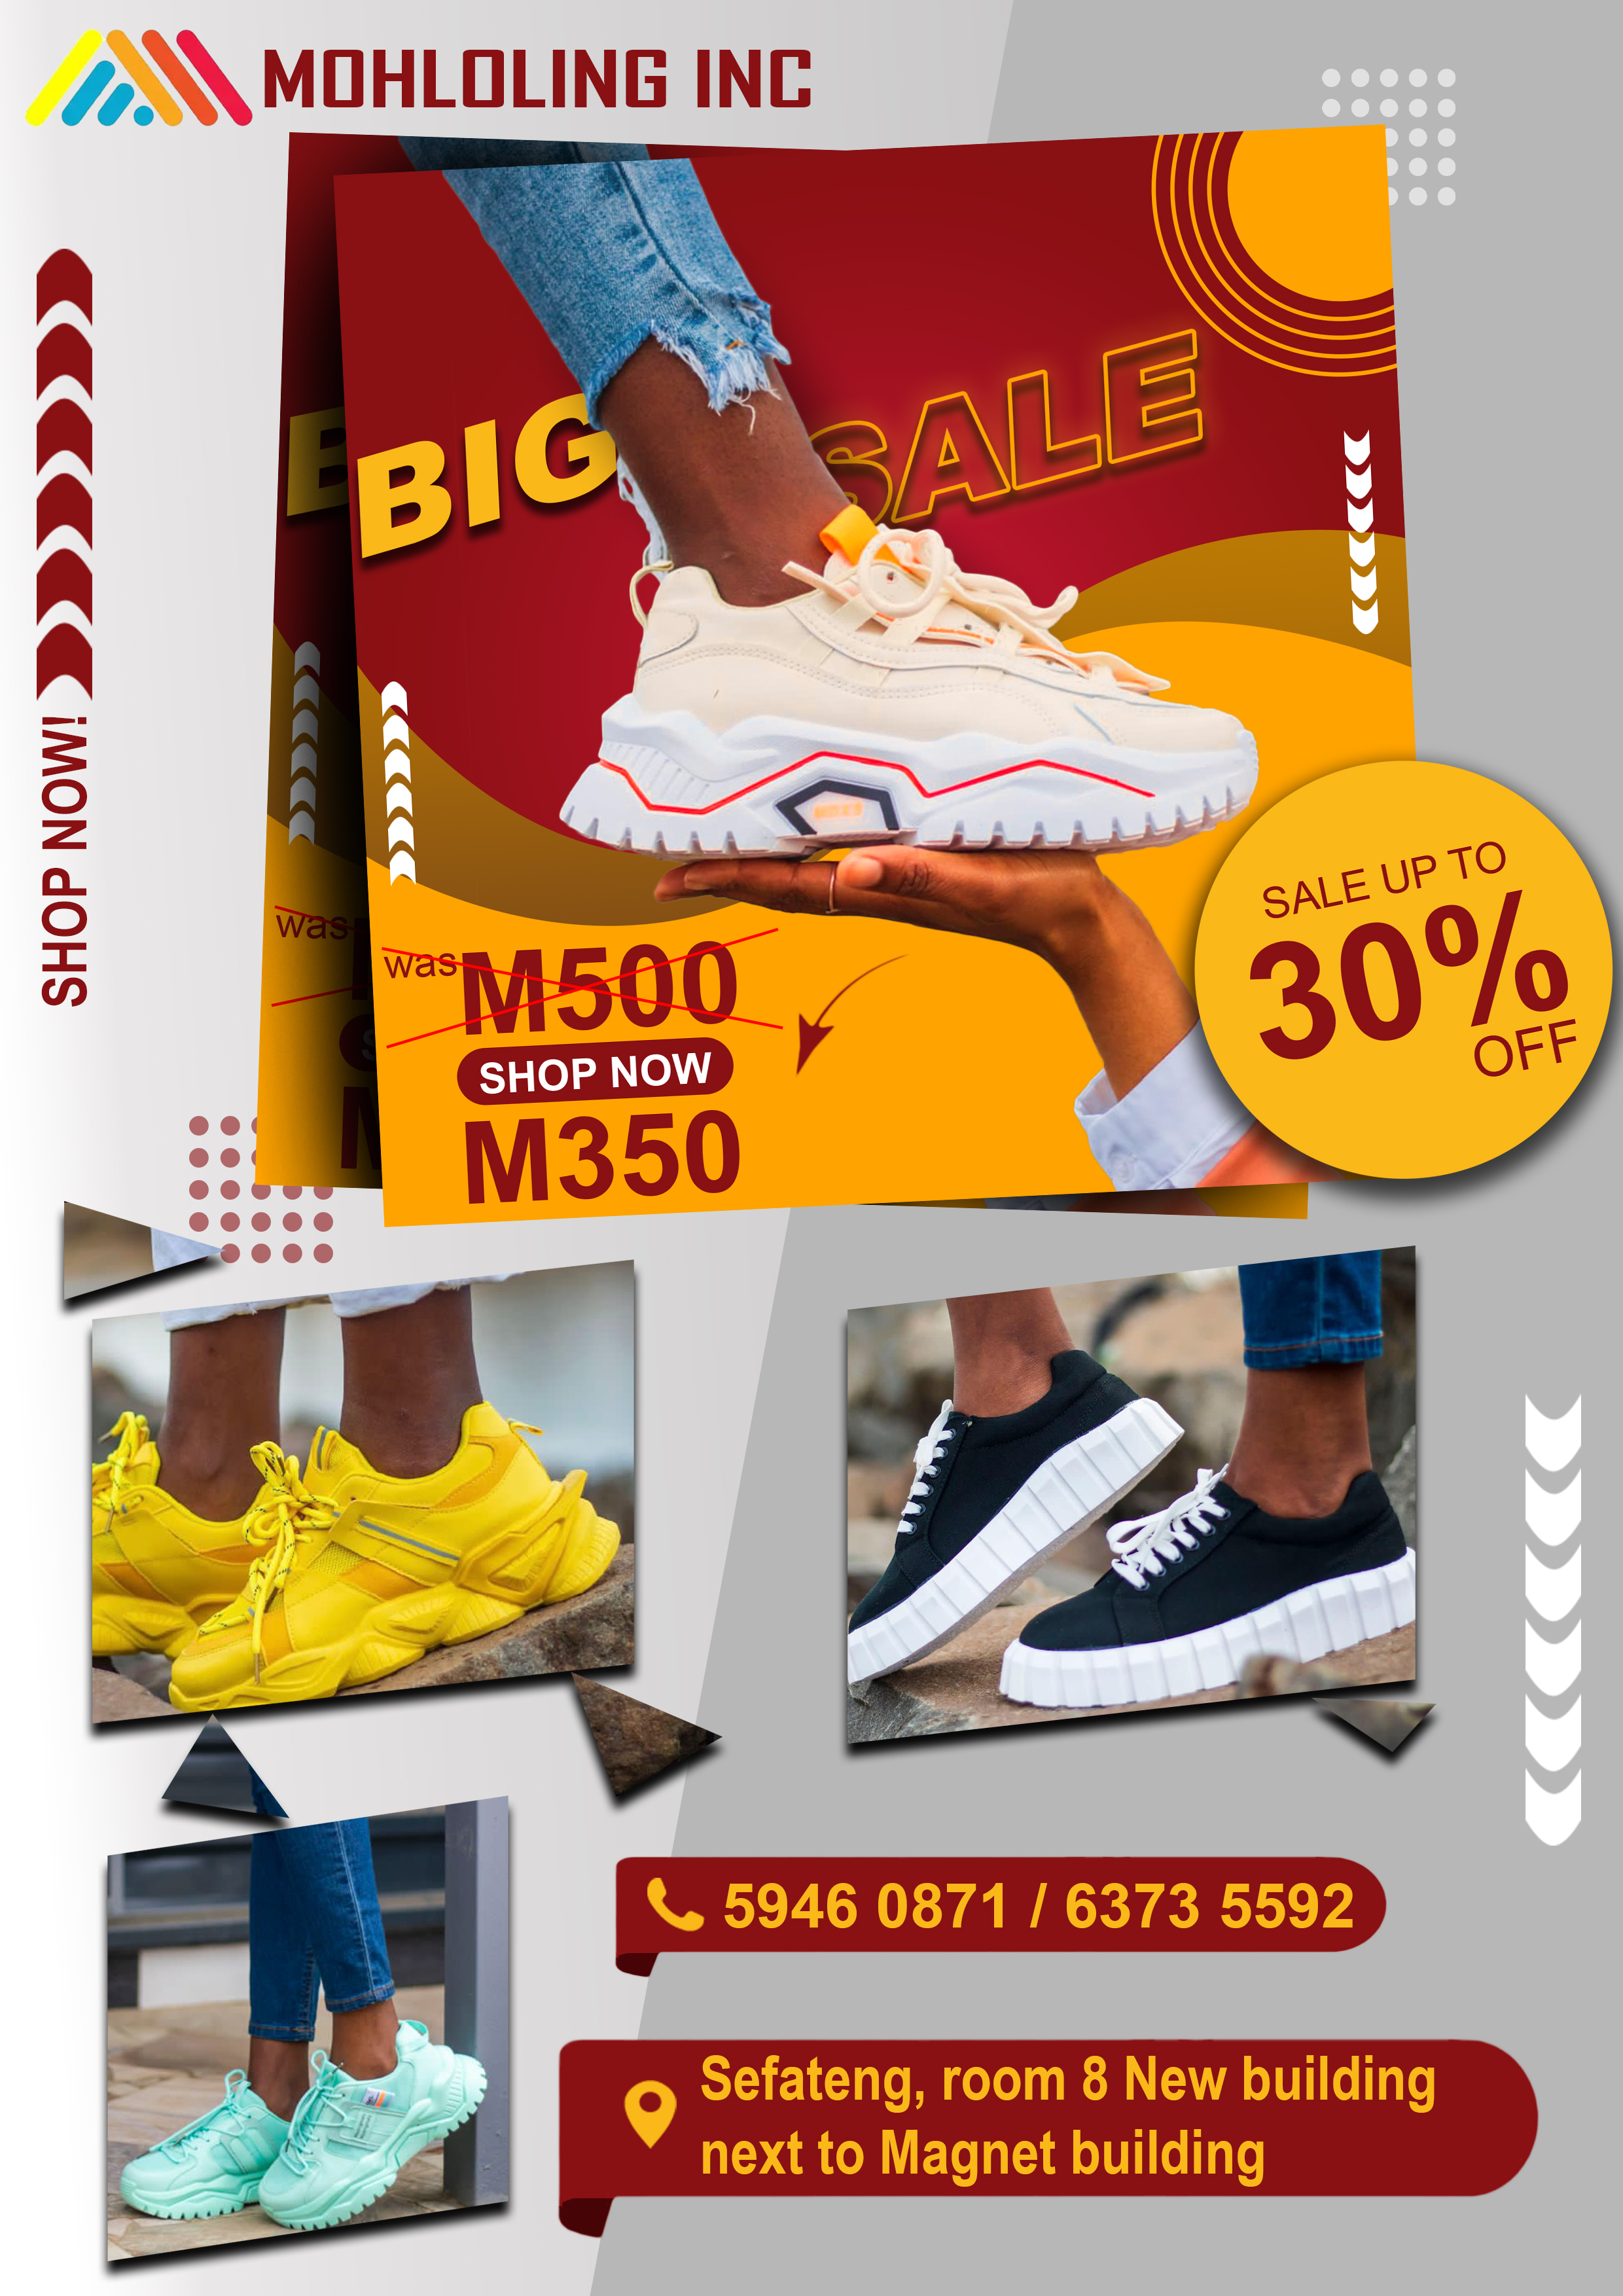 MOHLOLING INC
SHOP NOW!
BIG SALE
was
was M500
SHOP NOW
M350
SALE UP TO
30%
OFF
5946 0871 / 6373 5592
Sefateng, room 8 New building
next to Magnet building